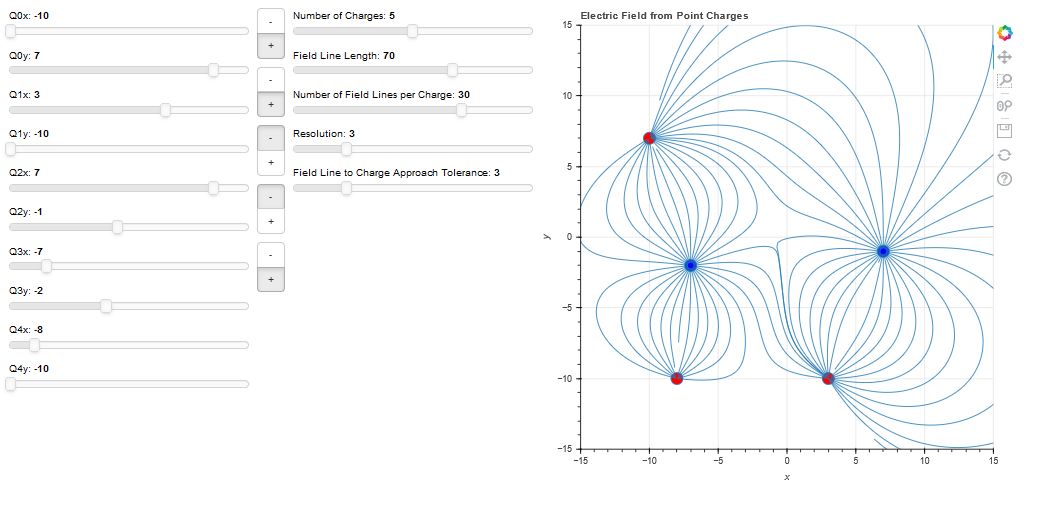 Q0x: -10
Q0y: 7
Q1x: 3
Q1y: -10
Q2x: 7
Q2y: -1
Q3x: -7
Q3y: -2
Q4x: -8
Q4y: -10
-
+
-
+
-
+
-
+
-
+
Number of Charges: 5
Field Line Length: 70
Number of Field Lines per Charge: 30
Resolution: 3
Field Line to Charge Approach Tolerance: 3
Electric Field from Point Charges
15
10
5
0
−5
−10
−15
y
−15
−10
−5
0
5
10
15
x
?